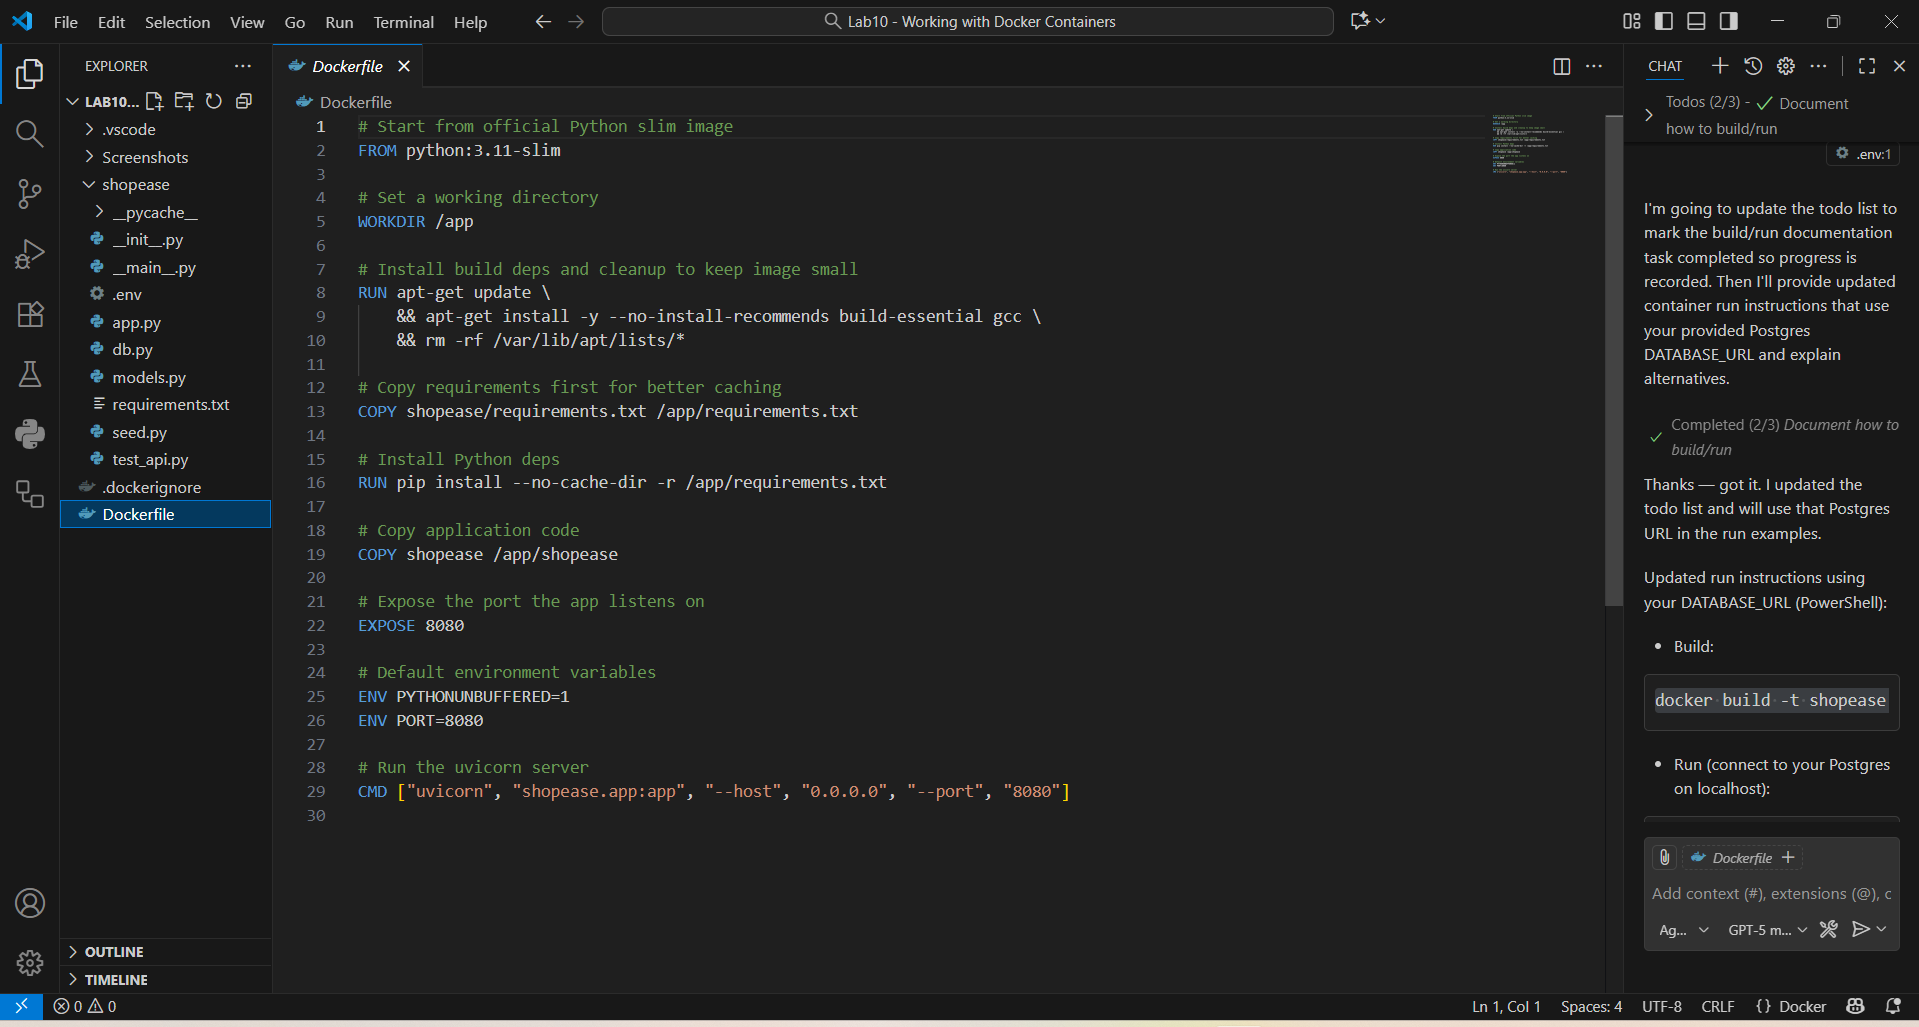 File Edit Selection View Go Run Terminal Help
Lab10 - Working with Docker Containers
EXPLORER
LAB10...
.vscode
Screenshots
shopease
__pycache__
__init__.py
__main__.py
.env
app.py
db.py
models.py
requirements.txt
seed.py
test_api.py
.dockerignore
Dockerfile
OUTLINE
TIMELINE
Dockerfile
Dockerfile
1 # Start from official Python slim image
2 FROM python:3.11-slim
3
4 # Set a working directory
5 WORKDIR /app
6
7 # Install build deps and cleanup to keep image small
8 RUN apt-get update \
9     && apt-get install -y --no-install-recommends build-essential gcc \
10     && rm -rf /var/lib/apt/lists/*
11
12 # Copy requirements first for better caching
13 COPY shopease/requirements.txt /app/requirements.txt
14
15 # Install Python deps
16 RUN pip install --no-cache-dir -r /app/requirements.txt
17
18 # Copy application code
19 COPY shopease /app/shopease
20
21 # Expose the port the app listens on
22 EXPOSE 8080
23
24 # Default environment variables
25 ENV PYTHONUNBUFFERED=1
26 ENV PORT=8080
27
28 # Run the uvicorn server
29 CMD ["uvicorn", "shopease.app:app", "--host", "0.0.0.0", "--port", "8080"]
30
CHAT
Todos (2/3) - Document
how to build/run
.env:1
I'm going to update the todo list to
mark the build/run documentation
task completed so progress is
recorded. Then I'll provide updated
container run instructions that use
your provided Postgres
DATABASE_URL and explain
alternatives.
Completed (2/3) Document how to
build/run
Thanks — got it. I updated the
todo list and will use that Postgres
URL in the run examples.
Updated run instructions using
your DATABASE_URL (PowerShell):
• Build:
docker build -t shopease
• Run (connect to your Postgres
on localhost):
Dockerfile
Add context (#), extensions (@), c
Ag... GPT-5 m...
0 0
Ln 1, Col 1 Spaces: 4 UTF-8 CRLF {} Docker